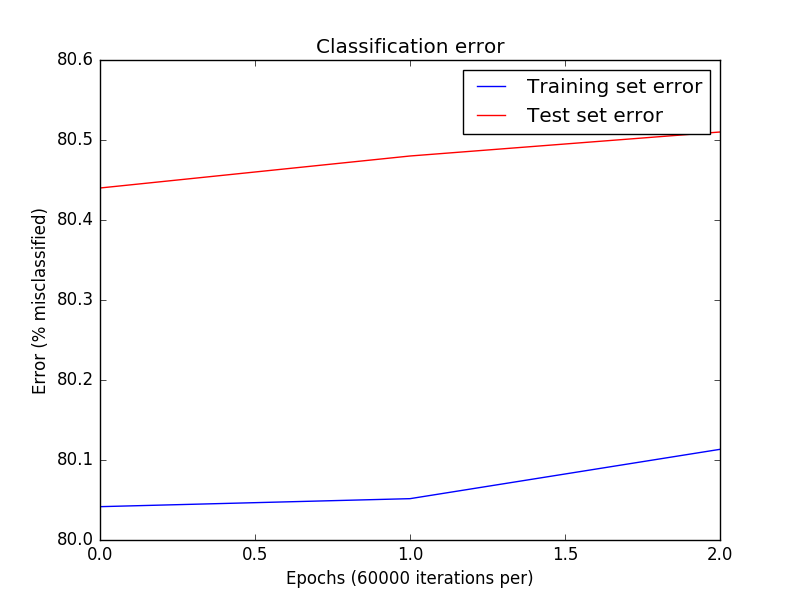 Classification error
Training set error
Test set error
Error (% misclassified)
80.6
80.5
80.4
80.3
80.2
80.1
80.0
0.0 0.5 1.0 1.5 2.0
Epochs (60000 iterations per)